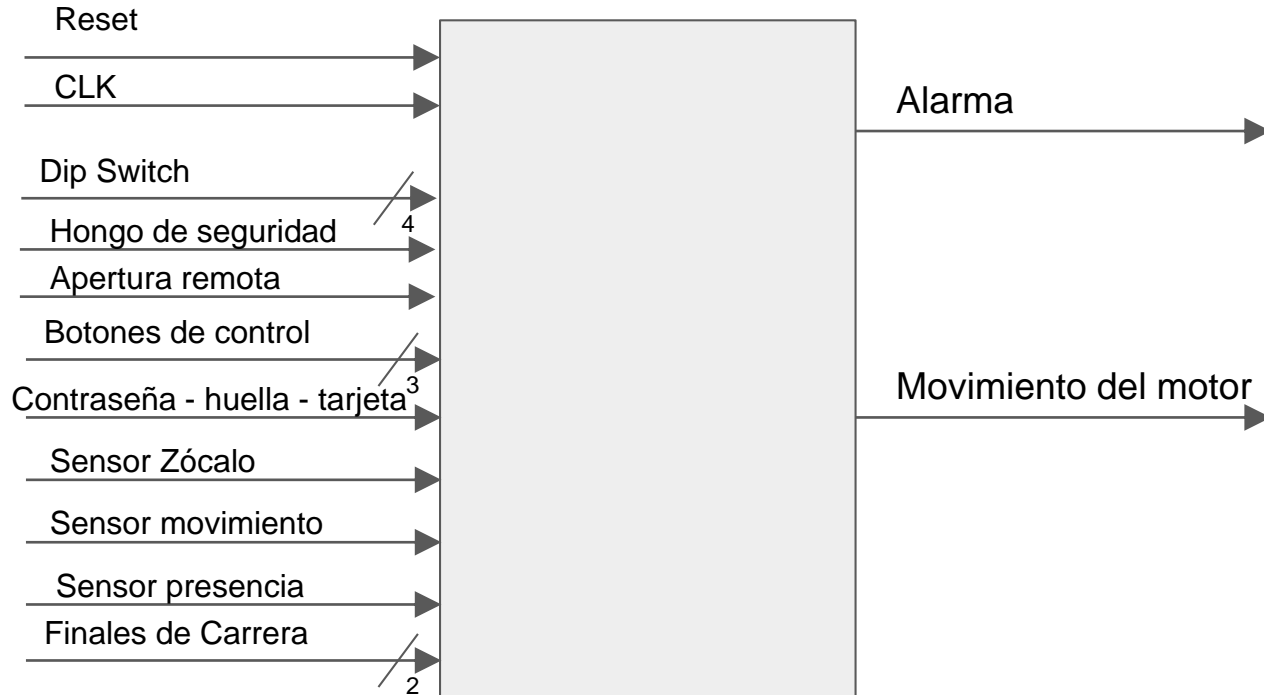 Reset
CLK
Dip Switch
4
Hongo de seguridad
Apertura remota
Botones de control
3
Contraseña - huella - tarjeta
Sensor Zócalo
Sensor movimiento
Sensor presencia
Finales de Carrera
2
Alarma
Movimiento del motor